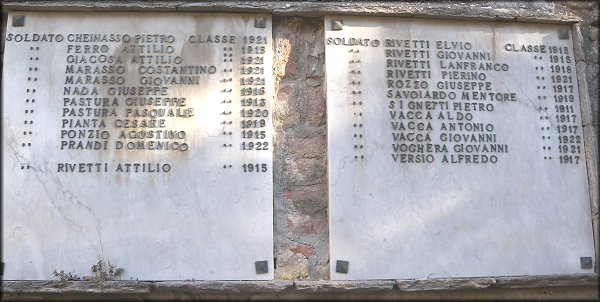 SOLDATO CHEINASSO PIETRO CLASSE 1921
" FERRO ATTILIO " 1915
" GIACOSA ATTILIO " 1921
" MARASSO COSTANTINO " 1921
" MARASSO GIOVANNI " 1921
" NADA GIUSEPPE " 1916
" PASTURA GIUSEPPE " 1913
" PASTURA PASQUALE " 1920
" PIANTA CESARE " 1919
" PONZIO AGOSTINO " 1915
" PRANDI DOMENICO " 1922
" RIVETTI ATTILIO " 1915
SOLDATO RIVETTI ELVIO CLASSE 1915
" RIVETTI GIOVANNI " 1915
" RIVETTI LANFRANCO " 1918
" RIVETTI PIERINO " 1921
" ROZZO GIUSEPPE " 1917
" SAVOIARDO MENTORE " 1919
" SIGHETTI PIETRO " 1911
" VACCA ALDO " 1917
" VACCA ANTONIO " 1917
" VACCA GIOVANNI " 1922
" VOGHERA GIOVANNI " 1921
" VERSIO ALFREDO " 1917